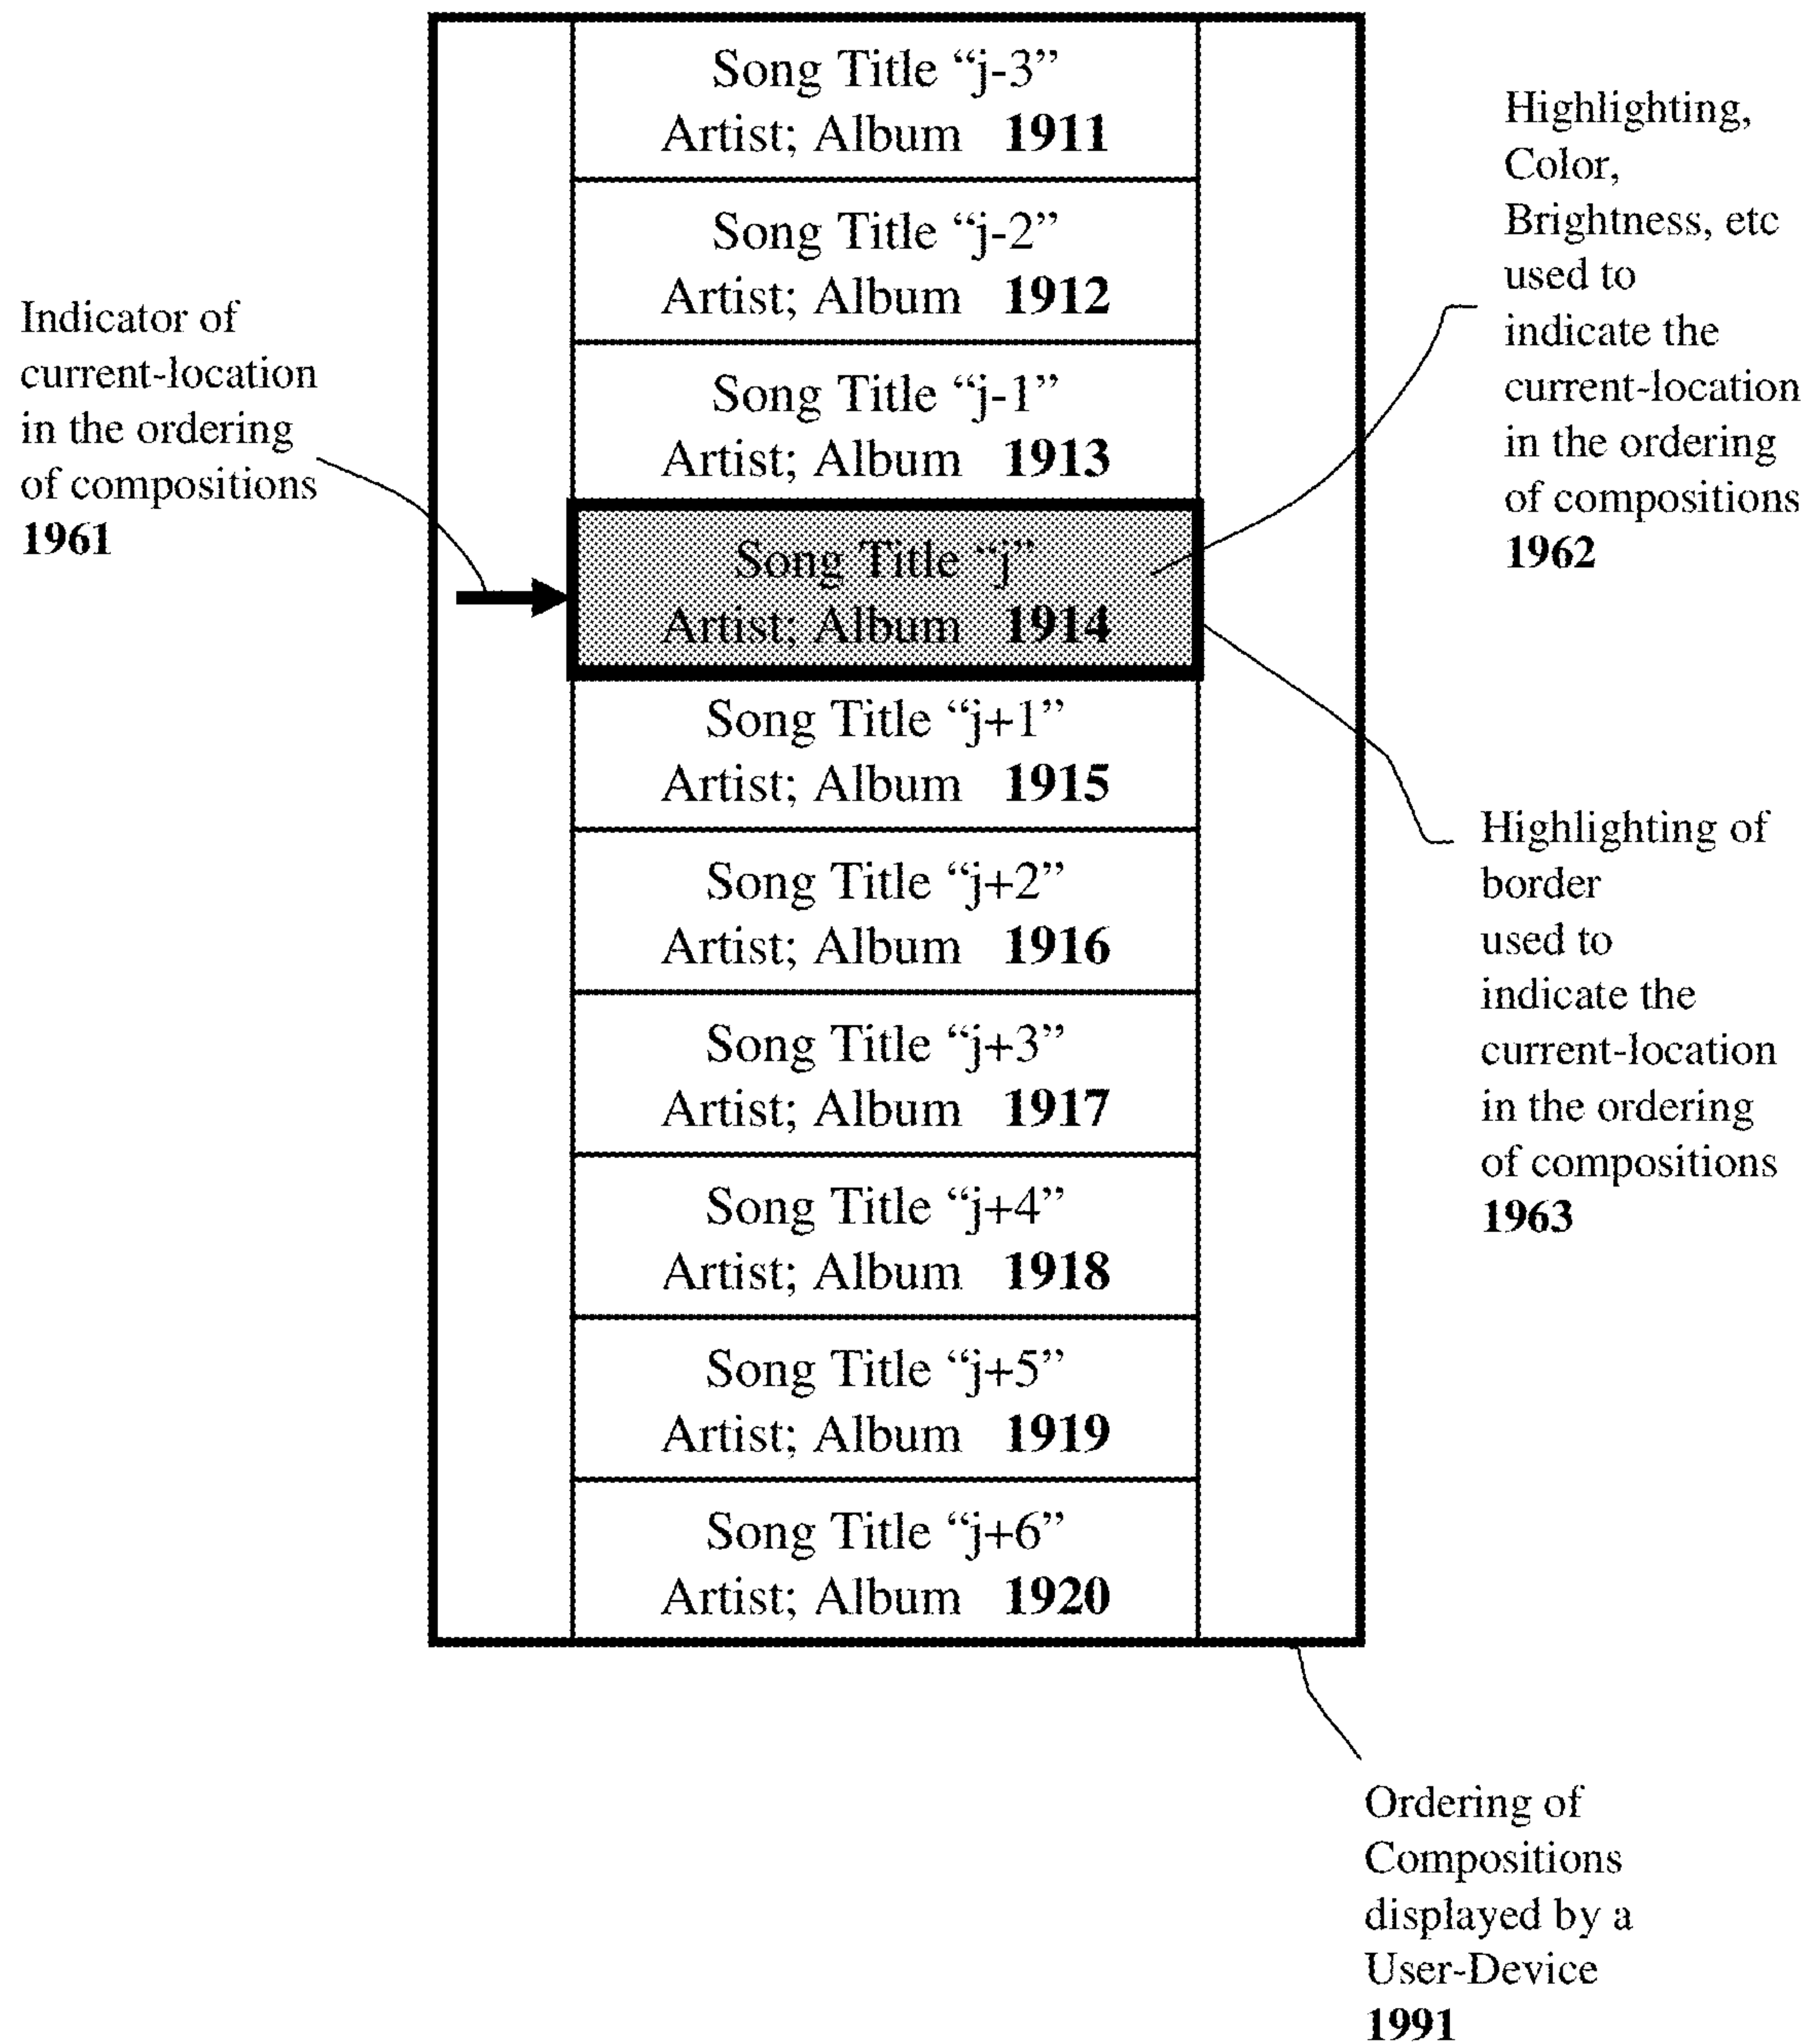 Song Title “j-3”
Artist; Album 1911
Song Title “j-2”
Artist; Album 1912
Song Title “j-1”
Artist; Album 1913
Song Title “j”
Artist; Album 1914
Song Title “j+1”
Artist; Album 1915
Song Title “j+2”
Artist; Album 1916
Song Title “j+3”
Artist; Album 1917
Song Title “j+4”
Artist; Album 1918
Song Title “j+5”
Artist; Album 1919
Song Title “j+6”
Artist; Album 1920
Indicator of
current-location
in the ordering
of compositions
1961
Highlighting,
Color,
Brightness, etc
used to
indicate the
current-location
in the ordering
of compositions
1962
Highlighting of
border
used to
indicate the
current-location
in the ordering
of compositions
1963
Ordering of
Compositions
displayed by a
User-Device
1991